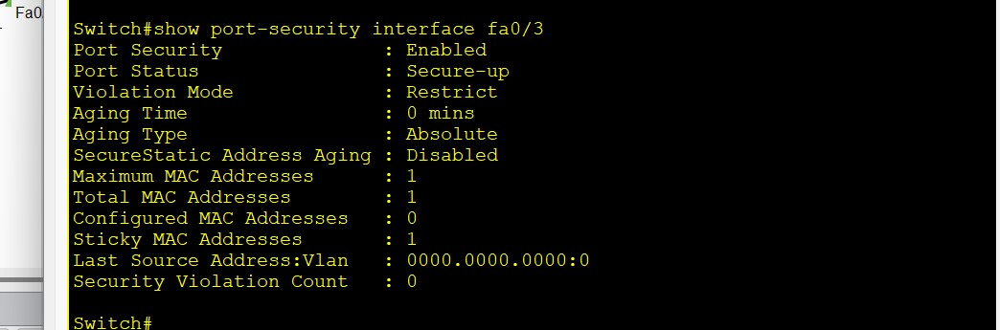 Fa0
Switch#show port-security interface fa0/3
Port Security : Enabled
Port Status : Secure-up
Violation Mode : Restrict
Aging Time : 0 mins
Aging Type : Absolute
SecureStatic Address Aging : Disabled
Maximum MAC Addresses : 1
Total MAC Addresses : 1
Configured MAC Addresses : 0
Sticky MAC Addresses : 1
Last Source Address:Vlan : 0000.0000.0000:0
Security Violation Count : 0
Switch#